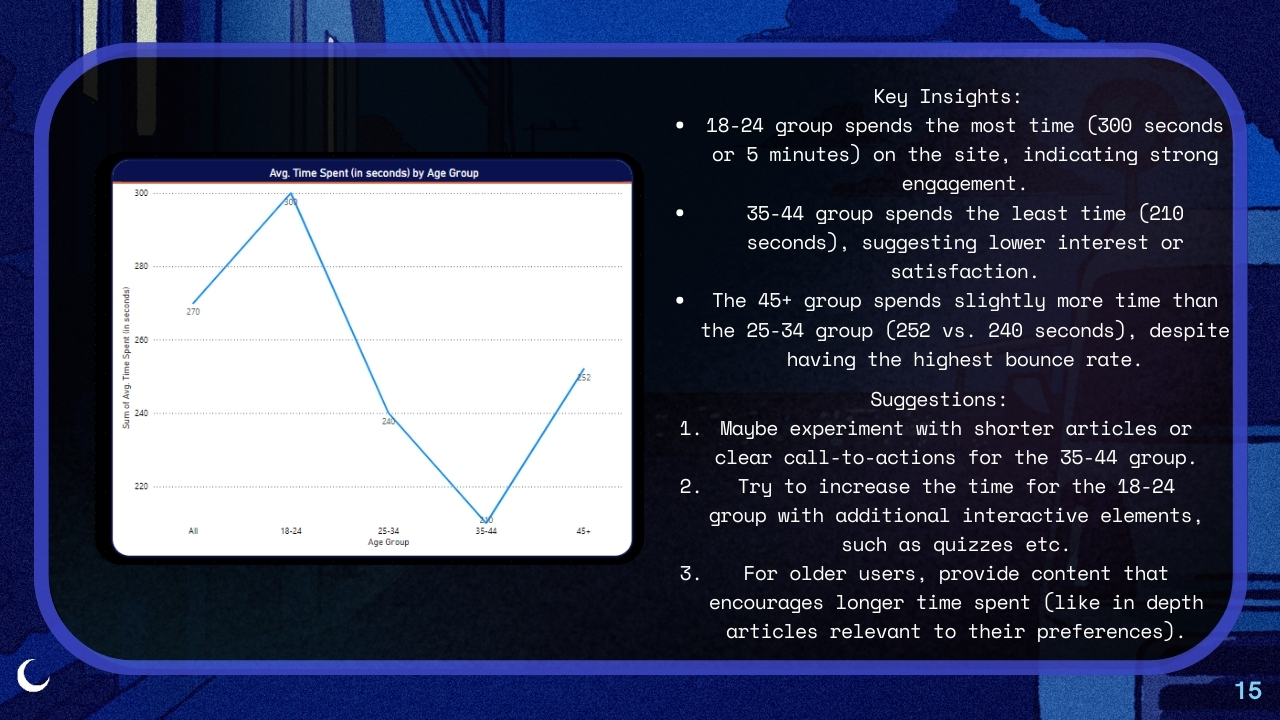 Avg. Time Spent (in seconds) by Age Group
Sum of Avg. Time Spent (in seconds)
300
280
260
240
220
270
300
240
210
252
All
18-24
25-34
35-44
45+
Age Group
Key Insights:
• 18-24 group spends the most time (300 seconds
or 5 minutes) on the site, indicating strong
engagement.
• 35-44 group spends the least time (210
seconds), suggesting lower interest or
satisfaction.
• The 45+ group spends slightly more time than
the 25-34 group (252 vs. 240 seconds), despite
having the highest bounce rate.
Suggestions:
1. Maybe experiment with shorter articles or
clear call-to-actions for the 35-44 group.
2. Try to increase the time for the 18-24
group with additional interactive elements,
such as quizzes etc.
3. For older users, provide content that
encourages longer time spent (like in depth
articles relevant to their preferences).
15